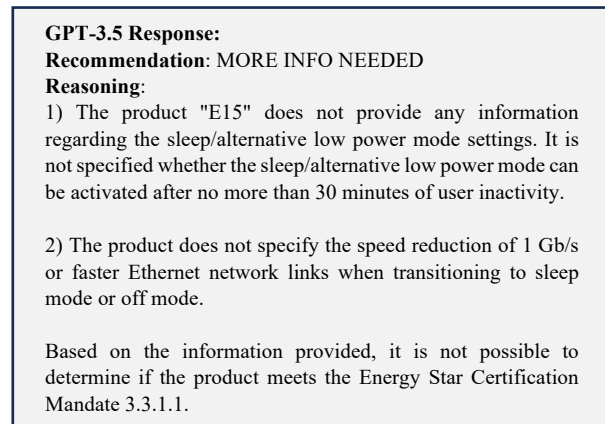 GPT-3.5 Response:
Recommendation: MORE INFO NEEDED
Reasoning:
1) The product "E15" does not provide any information
regarding the sleep/alternative low power mode settings. It is
not specified whether the sleep/alternative low power mode can
be activated after no more than 30 minutes of user inactivity.
2) The product does not specify the speed reduction of 1 Gb/s
or faster Ethernet network links when transitioning to sleep
mode or off mode.
Based on the information provided, it is not possible to
determine if the product meets the Energy Star Certification
Mandate 3.3.1.1.